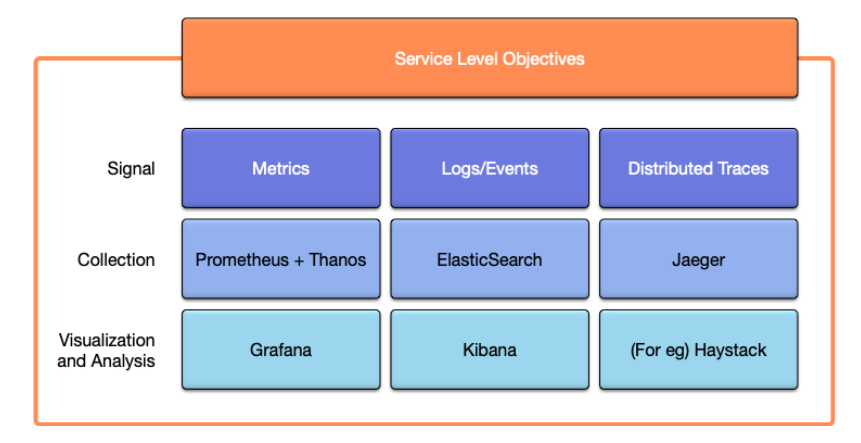 Service Level Objectives
Signal
Metrics
Logs/Events
Distributed Traces
Collection
Prometheus + Thanos
ElasticSearch
Jaeger
Visualization
and Analysis
Grafana
Kibana
(For eg) Haystack